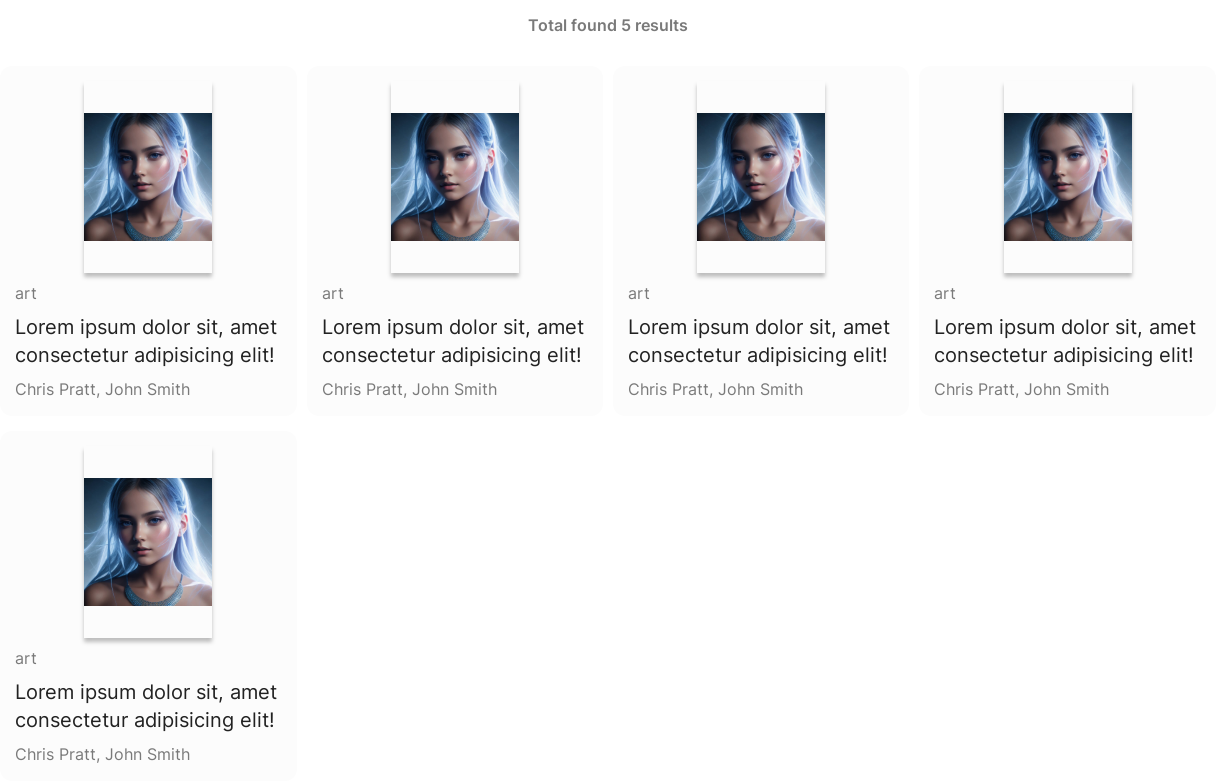 Total found 5 results
art
Lorem ipsum dolor sit, amet
consectetur adipisicing elit!
Chris Pratt, John Smith
art
Lorem ipsum dolor sit, amet
consectetur adipisicing elit!
Chris Pratt, John Smith
art
Lorem ipsum dolor sit, amet
consectetur adipisicing elit!
Chris Pratt, John Smith
art
Lorem ipsum dolor sit, amet
consectetur adipisicing elit!
Chris Pratt, John Smith
art
Lorem ipsum dolor sit, amet
consectetur adipisicing elit!
Chris Pratt, John Smith